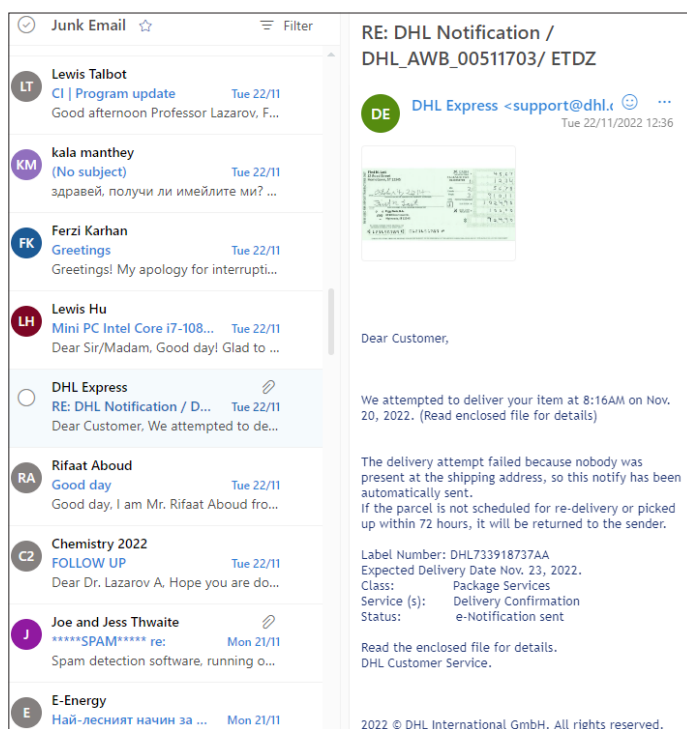 Junk Email
Filter
LT
Lewis Talbot
CI | Program update Tue 22/11
Good afternoon Professor Lazarov, F...
KM
kala manthey
(No subject) Tue 22/11
здравей, получи ли имейлите ми? ...
FK
Ferzi Karhan
Greetings Tue 22/11
Greetings! My apology for interrupti...
LH
Lewis Hu
Mini PC Intel Core i7-108... Tue 22/11
Dear Sir/Madam, Good day! Glad to ...
DHL Express
RE: DHL Notification / D... Tue 22/11
Dear Customer, We attempted to de...
RA
Rifaat Aboud
Good day Tue 22/11
Good day, I am Mr. Rifaat Aboud fro...
C2
Chemistry 2022
FOLLOW UP Tue 22/11
Dear Dr. Lazarov A, Hope you are do...
J
Joe and Jess Thwaite
*****SPAM***** re: Mon 21/11
Spam detection software, running o...
E
E-Energy
Най-лесният начин за ... Mon 21/11
RE: DHL Notification /
DHL_AWB_00511703/ ETDZ
DE
DHL Express <support@dhl.c
...
Tue 22/11/2022 12:36
Dear Customer,
We attempted to deliver your item at 8:16AM on Nov.
20, 2022. (Read enclosed file for details)
The delivery attempt failed because nobody was
present at the shipping address, so this notify has been
automatically sent.
If the parcel is not scheduled for re-delivery or picked
up within 72 hours, it will be returned to the sender.
Label Number: DHL733918737AA
Expected Delivery Date Nov. 23, 2022.
Class: Package Services
Service (s): Delivery Confirmation
Status: e-Notification sent
Read the enclosed file for details.
DHL Customer Service.
2022 © DHL International GmbH. All rights reserved.